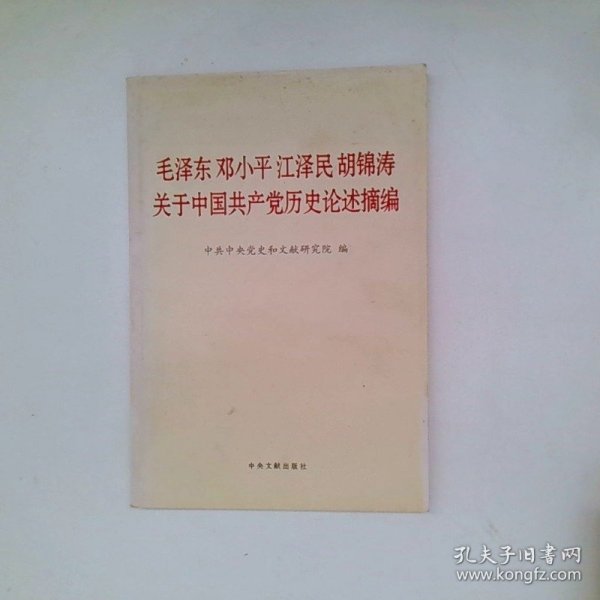 毛泽东 邓小平 江泽民 胡锦涛
关于中国共产党历史论述摘编
中共中央党史和文献研究院 编
中央文献出版社
孔夫子旧书网
www.kongfz.com